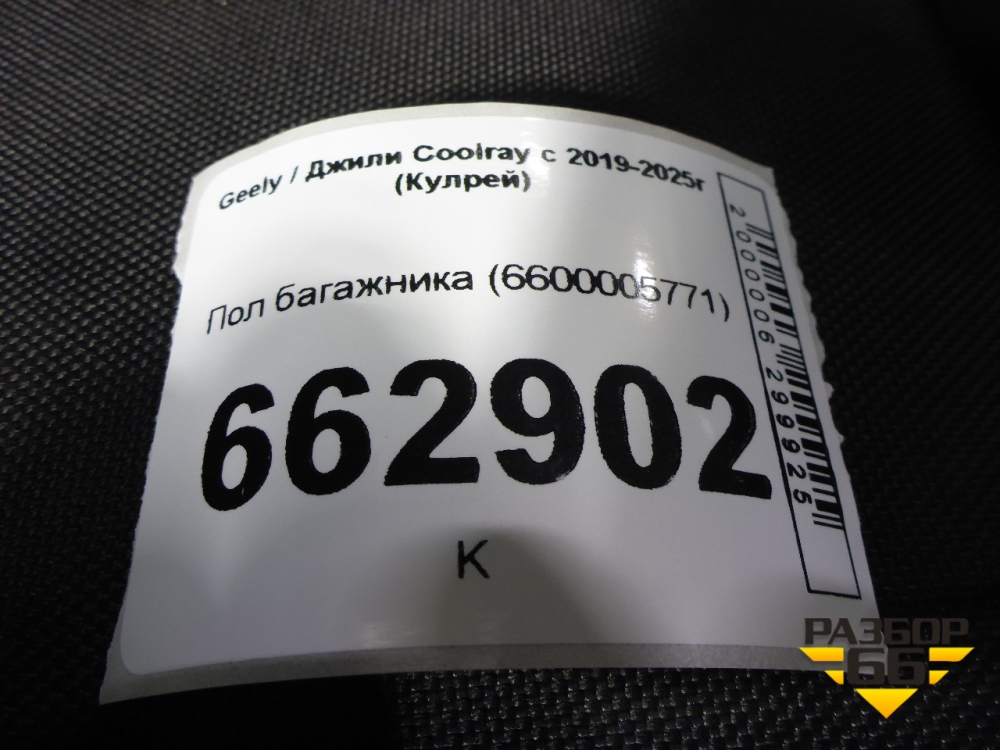 Geely / Джили Coolray с 2019-2025г
(Кулрей)
Пол багажника (6600005771)
662902
К
2000006299925
РАЗБОР
66